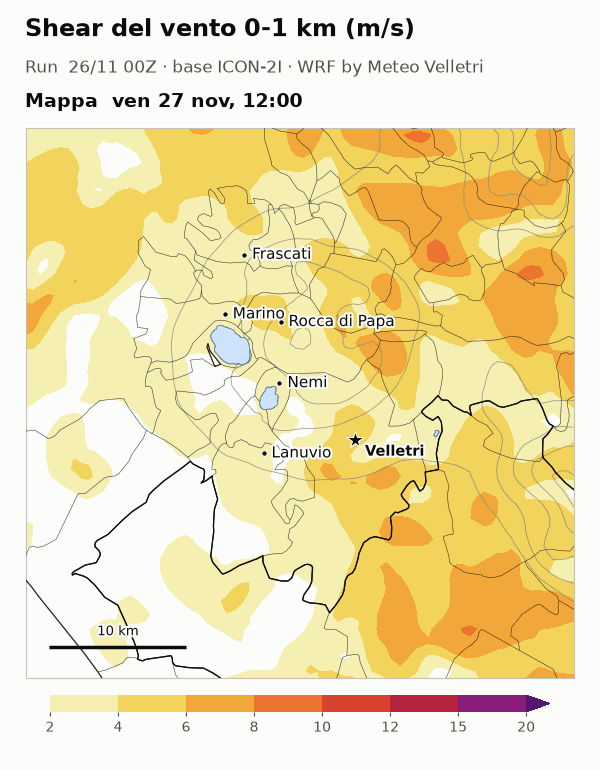 Shear del vento 0-1 km (m/s)
Run  26/11 00Z · base ICON-2I · WRF by Meteo Velletri
Mappa  ven 27 nov, 12:00
Frascati
Marino
Rocca di Papa
Nemi
Velletri
Lanuvio
10 km
2 4 6 8 10 12 15 20